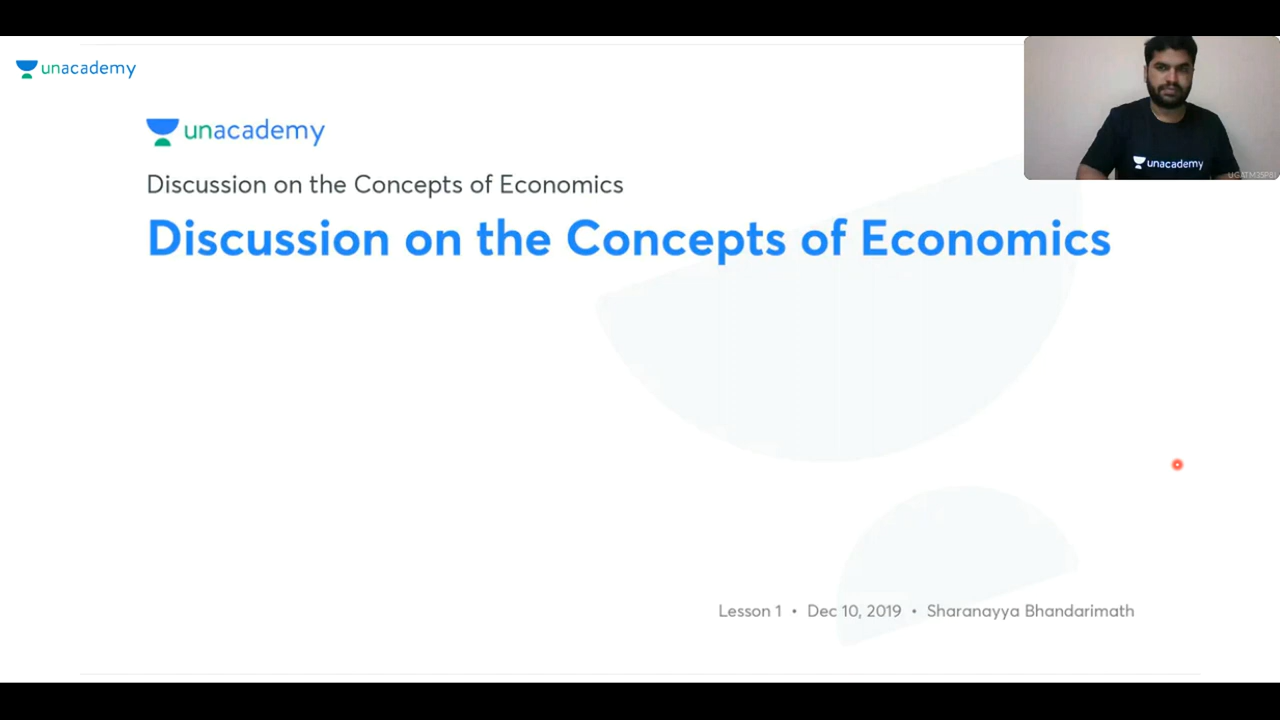 unacademy
unacademy
Discussion on the Concepts of Economics
Discussion on the Concepts of Economics
unacademy
Lesson 1 • Dec 10, 2019 • Sharanayya Bhandarimath